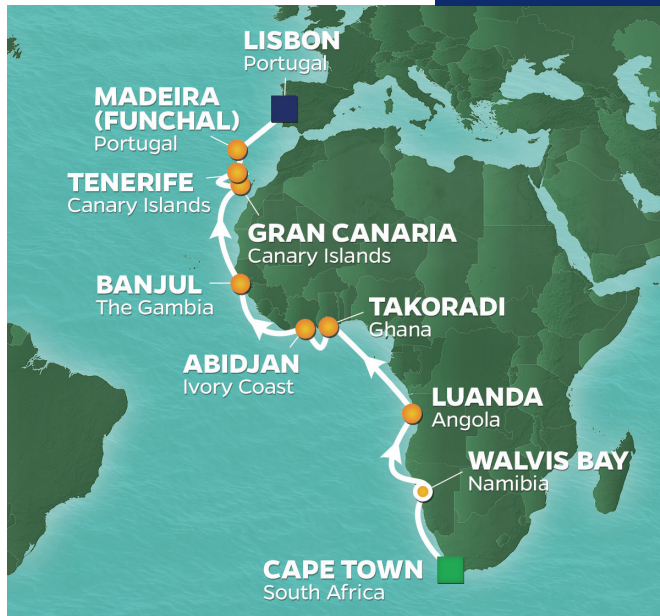 LISBON
Portugal
MADEIRA
(FUNCHAL)
Portugal
TENERIFE
Canary Islands
GRAN CANARIA
Canary Islands
BANJUL
The Gambia
TAKORADI
Ghana
ABIDJAN
Ivory Coast
LUANDA
Angola
WALVIS BAY
Namibia
CAPE TOWN
South Africa